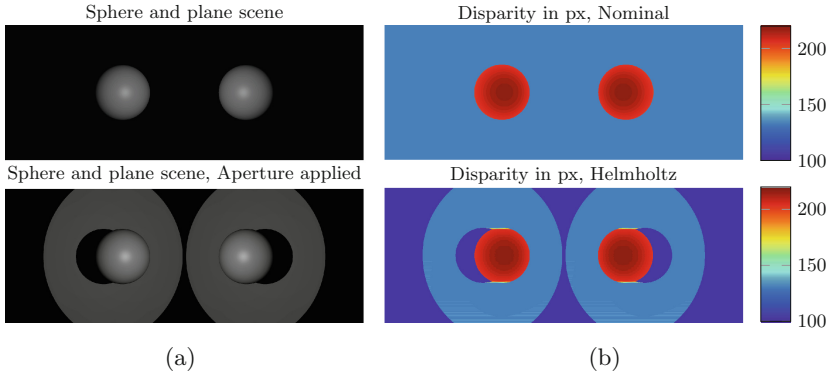 Sphere and plane scene
Disparity in px, Nominal
200
150
100
Sphere and plane scene, Aperture applied
Disparity in px, Helmholtz
200
150
100
(a)
(b)